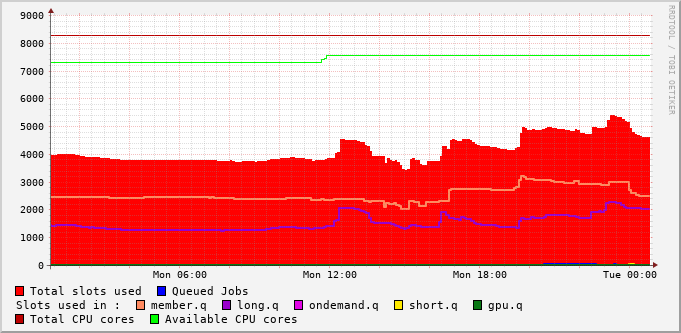 9000
8000
7000
6000
5000
4000
3000
2000
1000
0
Mon 06:00 Mon 12:00 Mon 18:00 Tue 00:00
Total slots used Queued Jobs
Slots used in : member.q long.q ondemand.q short.q gpu.q
Total CPU cores Available CPU cores
RRDTOOL / TOBI OETIKER